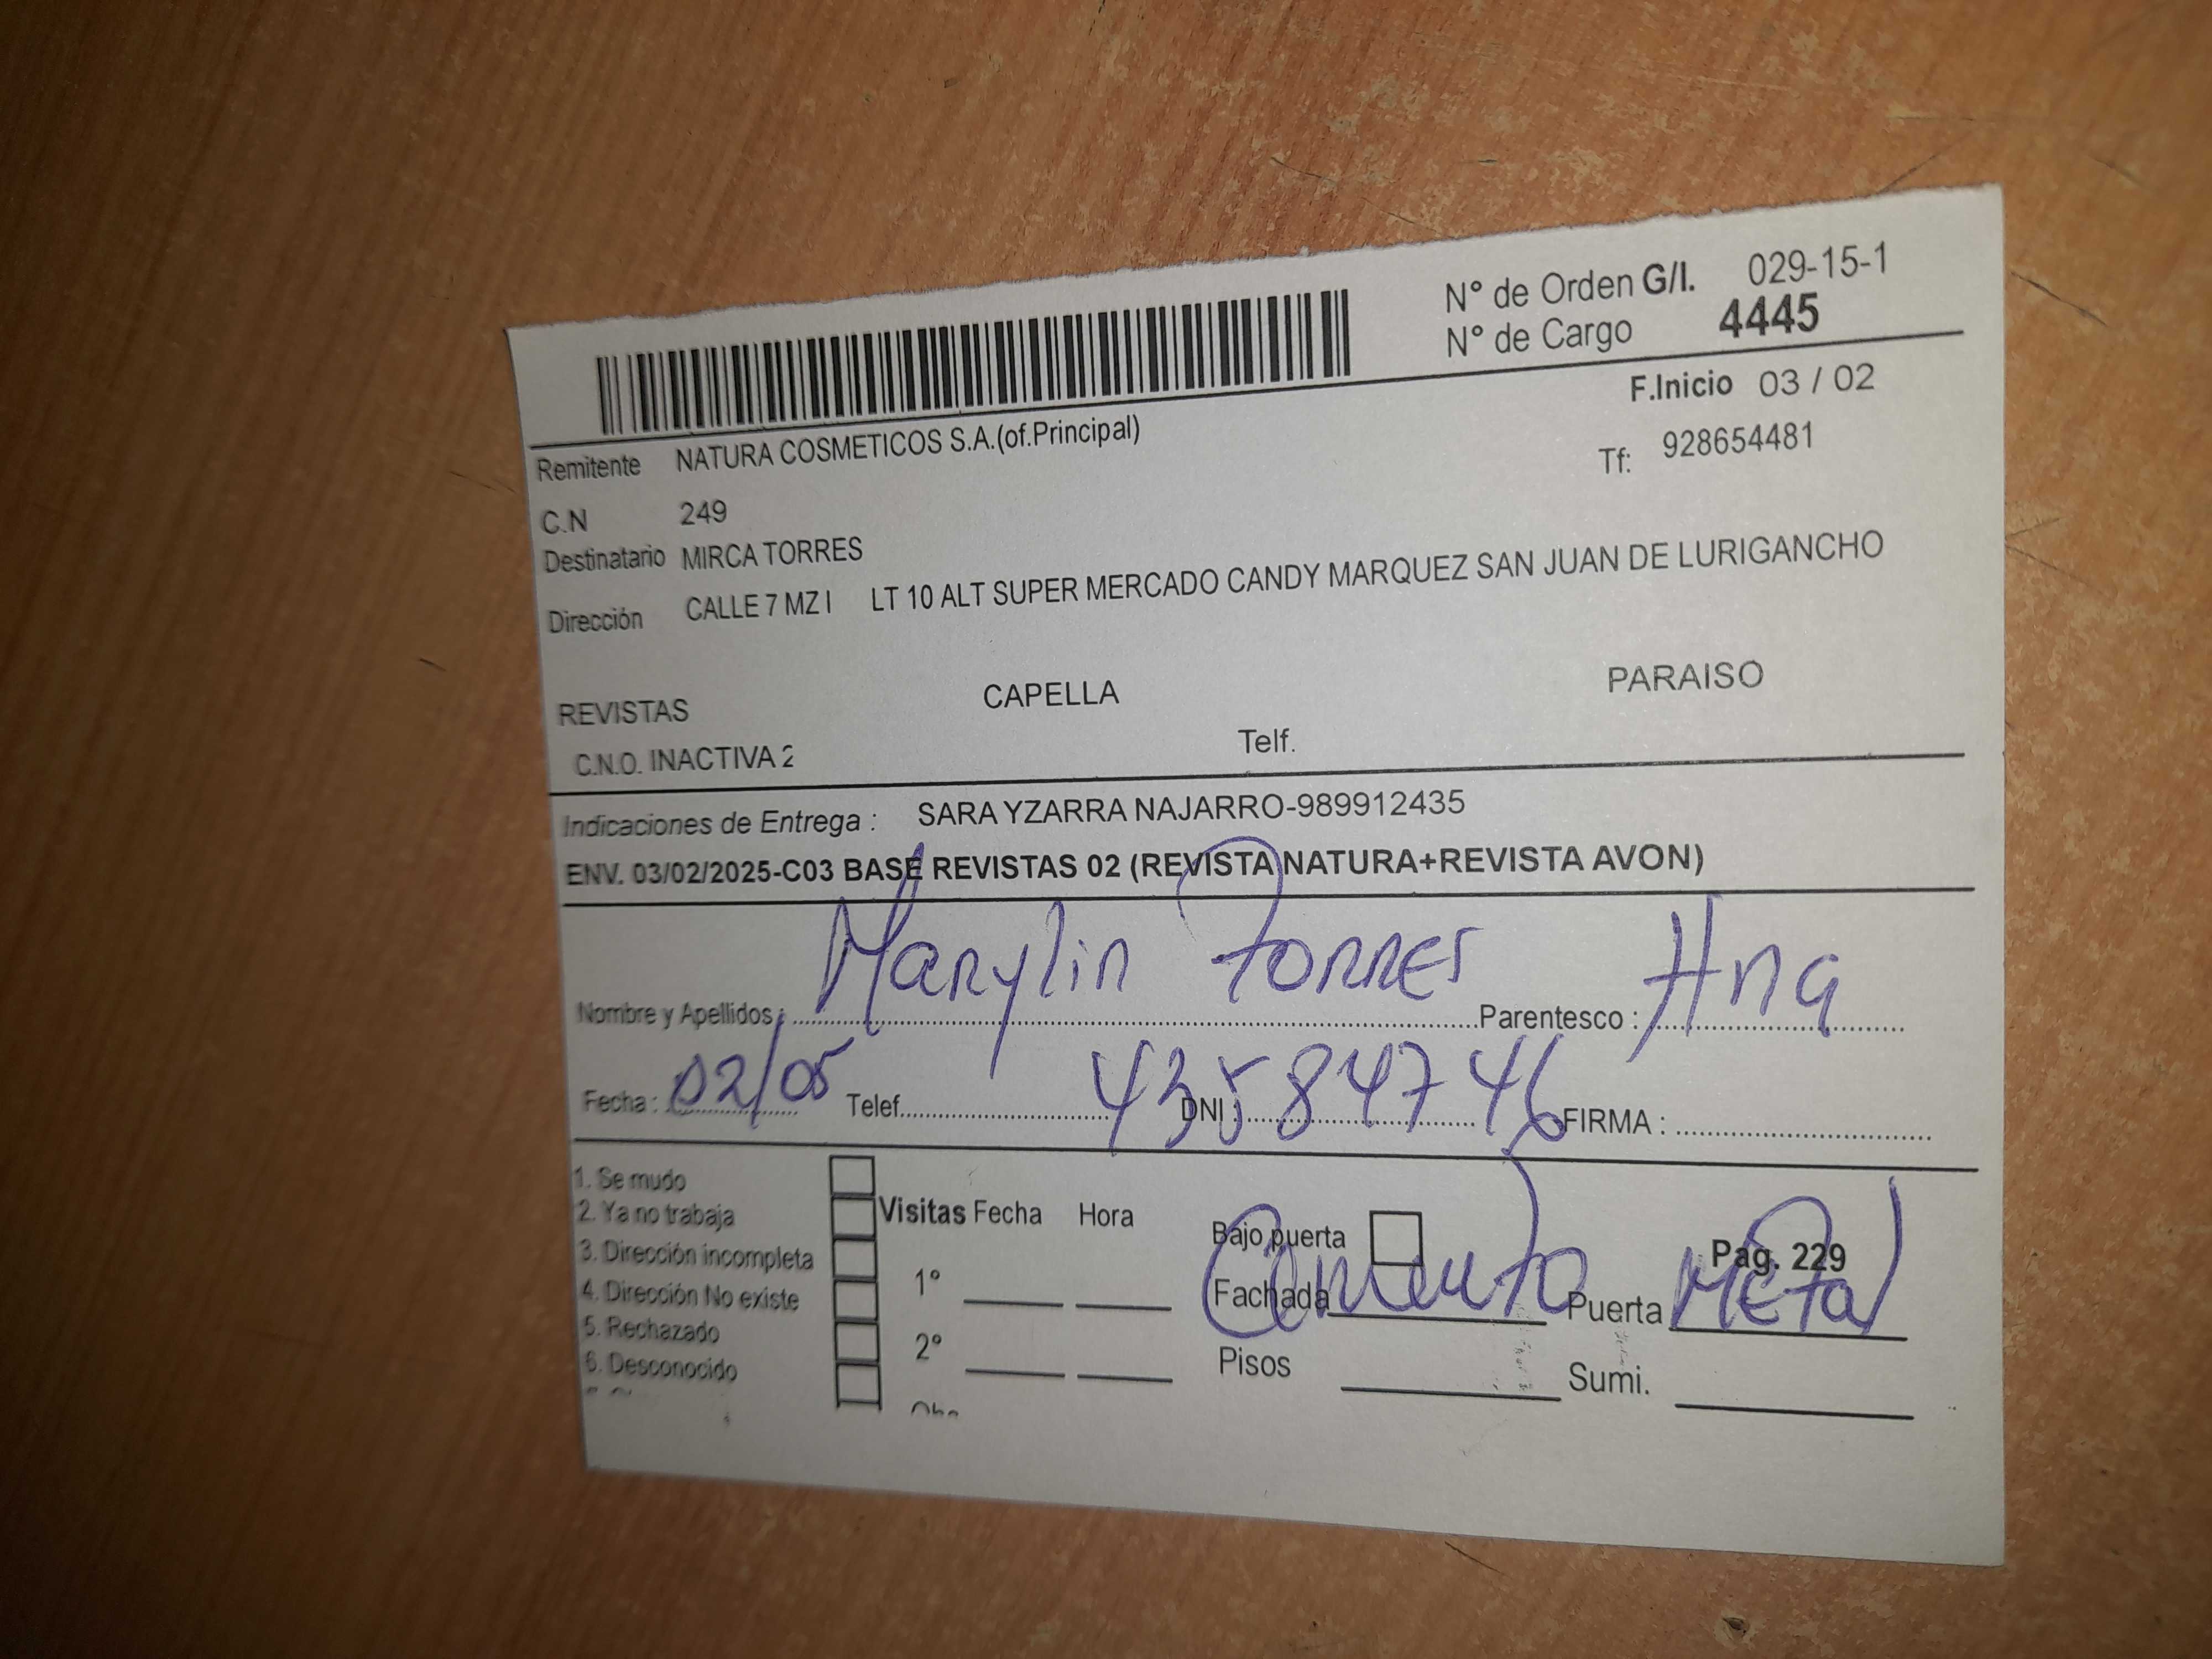 N° de Orden G/I. 029-15-1
N° de Cargo 4445
F.Inicio 03 / 02
Remitente NATURA COSMETICOS S.A.(of.Principal)
Tf: 928654481
C.N 249
Destinatario MIRCA TORRES
Dirección CALLE 7 MZ I LT 10 ALT SUPER MERCADO CANDY MARQUEZ SAN JUAN DE LURIGANCHO
REVISTAS CAPELLA PARAISO
C.N.O. INACTIVA 2 Telf.
Indicaciones de Entrega : SARA YZARRA NAJARRO-989912435
ENV. 03/02/2025-C03 BASE REVISTAS 02 (REVISTA NATURA+REVISTA AVON)
Nombre y Apellidos : Marylin Torres Parentesco : Hna
Fecha : 02/05 Telef. DNI : 43584746 FIRMA :
1. Se mudo
2. Ya no trabaja
3. Dirección incompleta
4. Dirección No existe
5. Rechazado
6. Desconocido
Visitas Fecha Hora
1°
2°
Bajo puerta
Pag. 229
Fachada Cemento Puerta Metal
Pisos Sumi.